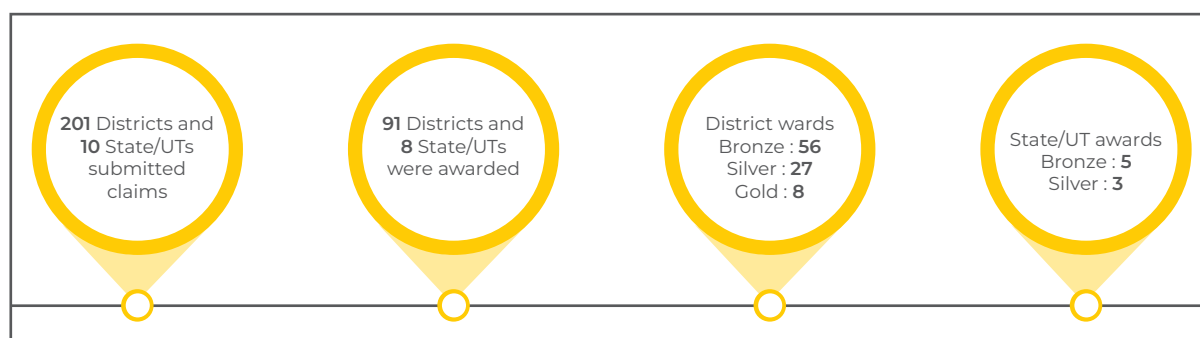 201 Districts and
10 State/UTs
submitted
claims
91 Districts and
8 State/UTs
were awarded
District wards
Bronze : 56
Silver : 27
Gold : 8
State/UT awards
Bronze : 5
Silver : 3